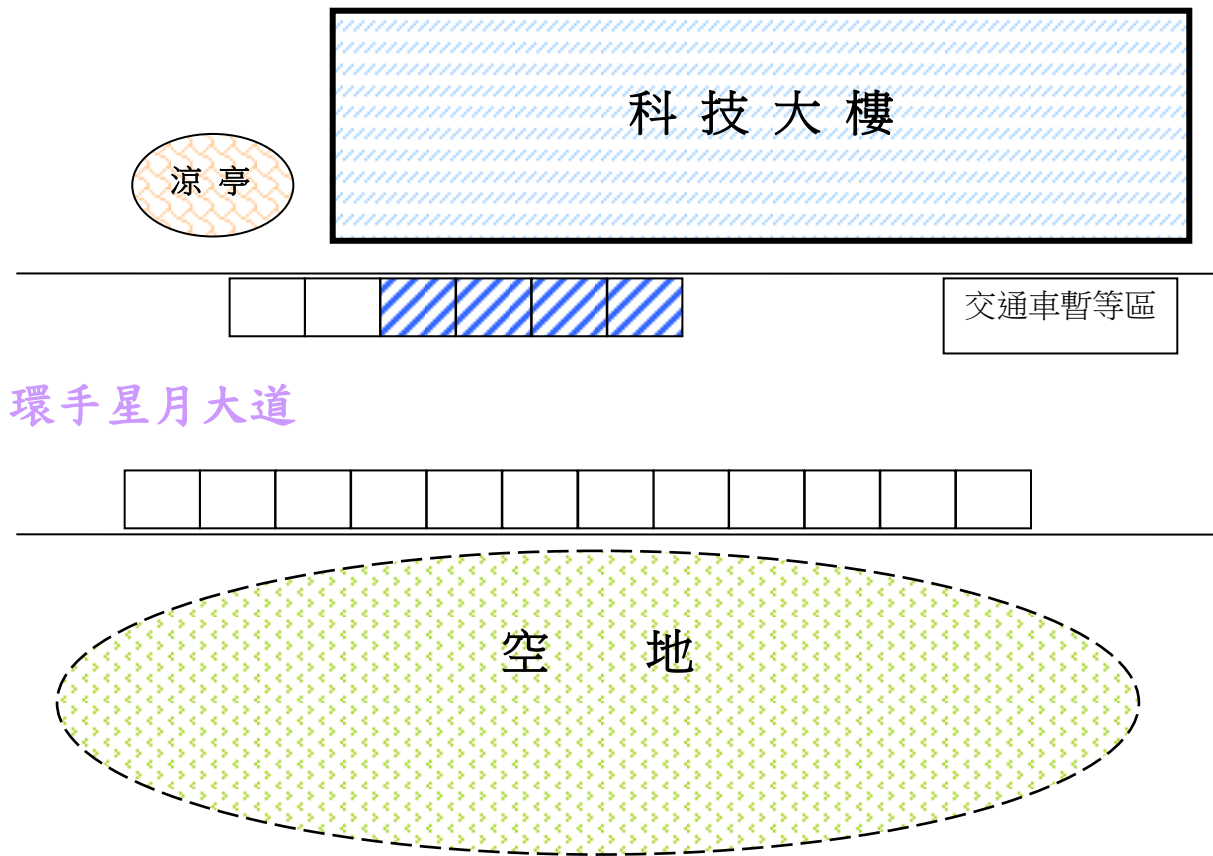 科技大樓
涼亭
交通車暫等區
環手星月大道
空地